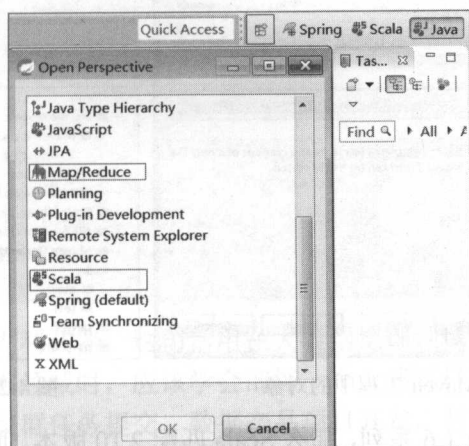 Quick Access Spring Scala Java
Open Perspective
Tas...
Find All
Java Type Hierarchy
JavaScript
JPA
Map/Reduce
Planning
Plug-in Development
Remote System Explorer
Resource
Scala
Spring (default)
Team Synchronizing
Web
XML
OK Cancel